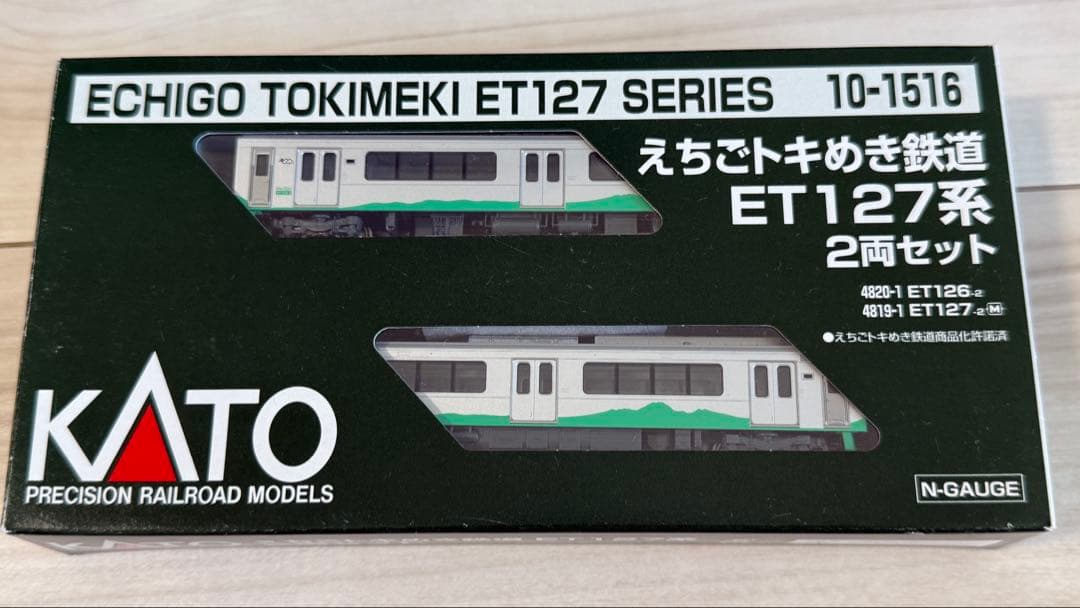 ECHIGO TOKIMEKI ET127 SERIES 10-1516
えちごトキめき鉄道
ET127系
2両セット
4820-1 ET126-2
4819-1 ET127-2 M
●えちごトキめき鉄道商品化許諾済
KATO
PRECISION RAILROAD MODELS
N-GAUGE